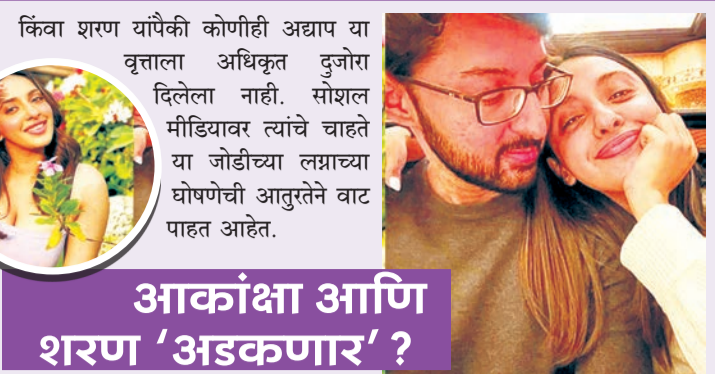 किंवा शरण यांपैकी कोणीही अद्याप या
वृत्ताला अधिकृत दुजोरा
दिलेला नाही. सोशल
मीडियावर त्यांचे चाहते
या जोडीच्या लग्नाच्या
घोषणेची आतुरतेने वाट
पाहत आहेत.
आकांक्षा आणि
शरण ‘अडकणार’?